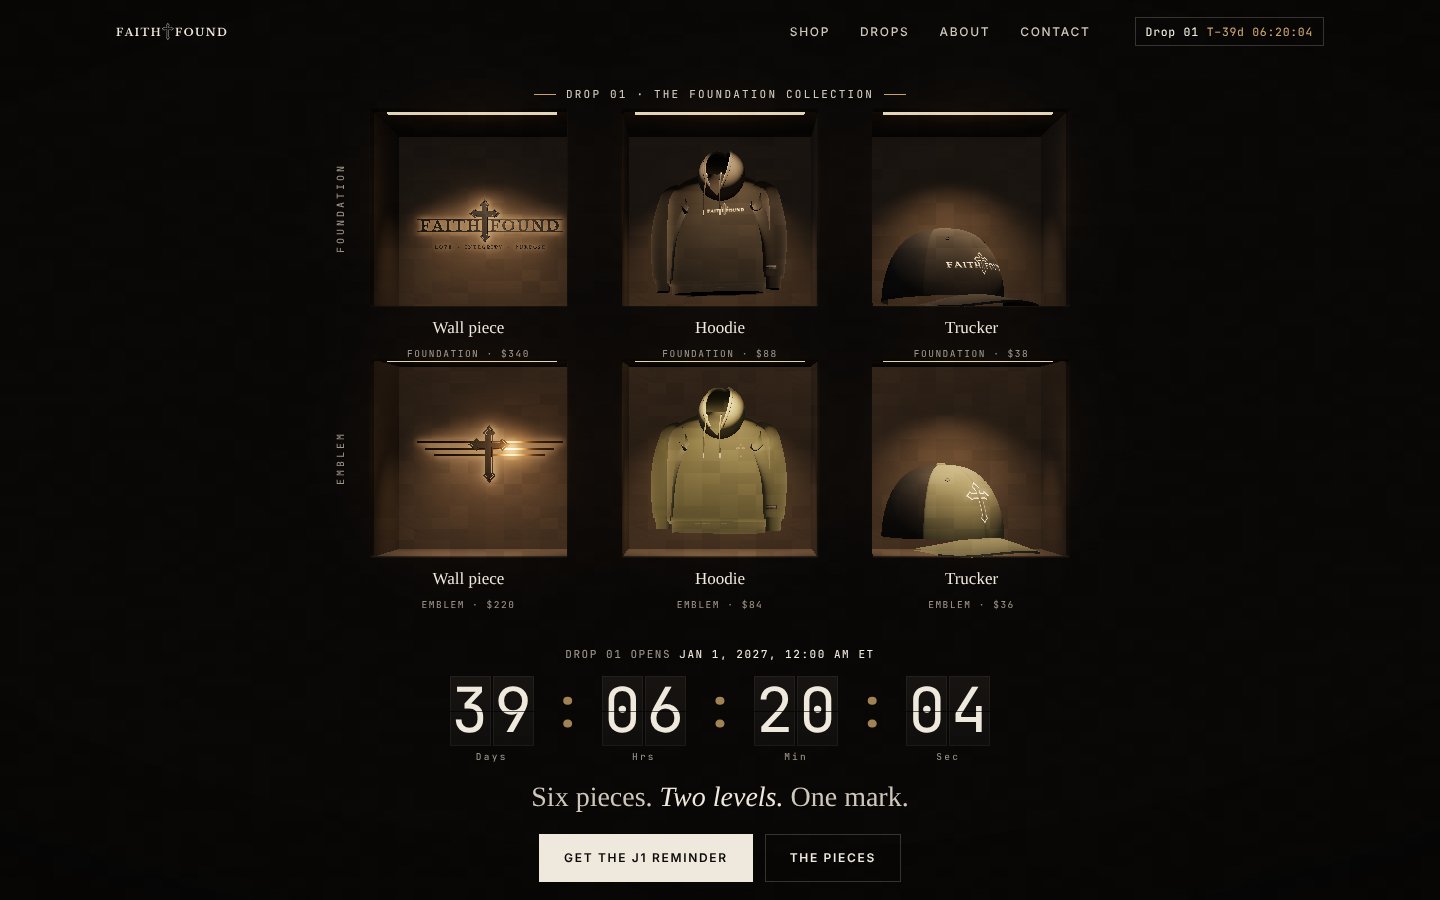 FAITH FOUND
SHOP DROPS ABOUT CONTACT
Drop 01 T-39d 06:20:04
DROP 01 · THE FOUNDATION COLLECTION
FOUNDATION
FAITH FOUND
LOVE · INTEGRITY · PURPOSE
FAITH FOUND
FAITH
Wall piece
FOUNDATION · $340
Hoodie
FOUNDATION · $88
Trucker
FOUNDATION · $38
EMBLEM
Wall piece
EMBLEM · $220
Hoodie
EMBLEM · $84
Trucker
EMBLEM · $36
DROP 01 OPENS JAN 1, 2027, 12:00 AM ET
39 : 06 : 20 : 04
Days Hrs Min Sec
Six pieces. Two levels. One mark.
GET THE J1 REMINDER
THE PIECES